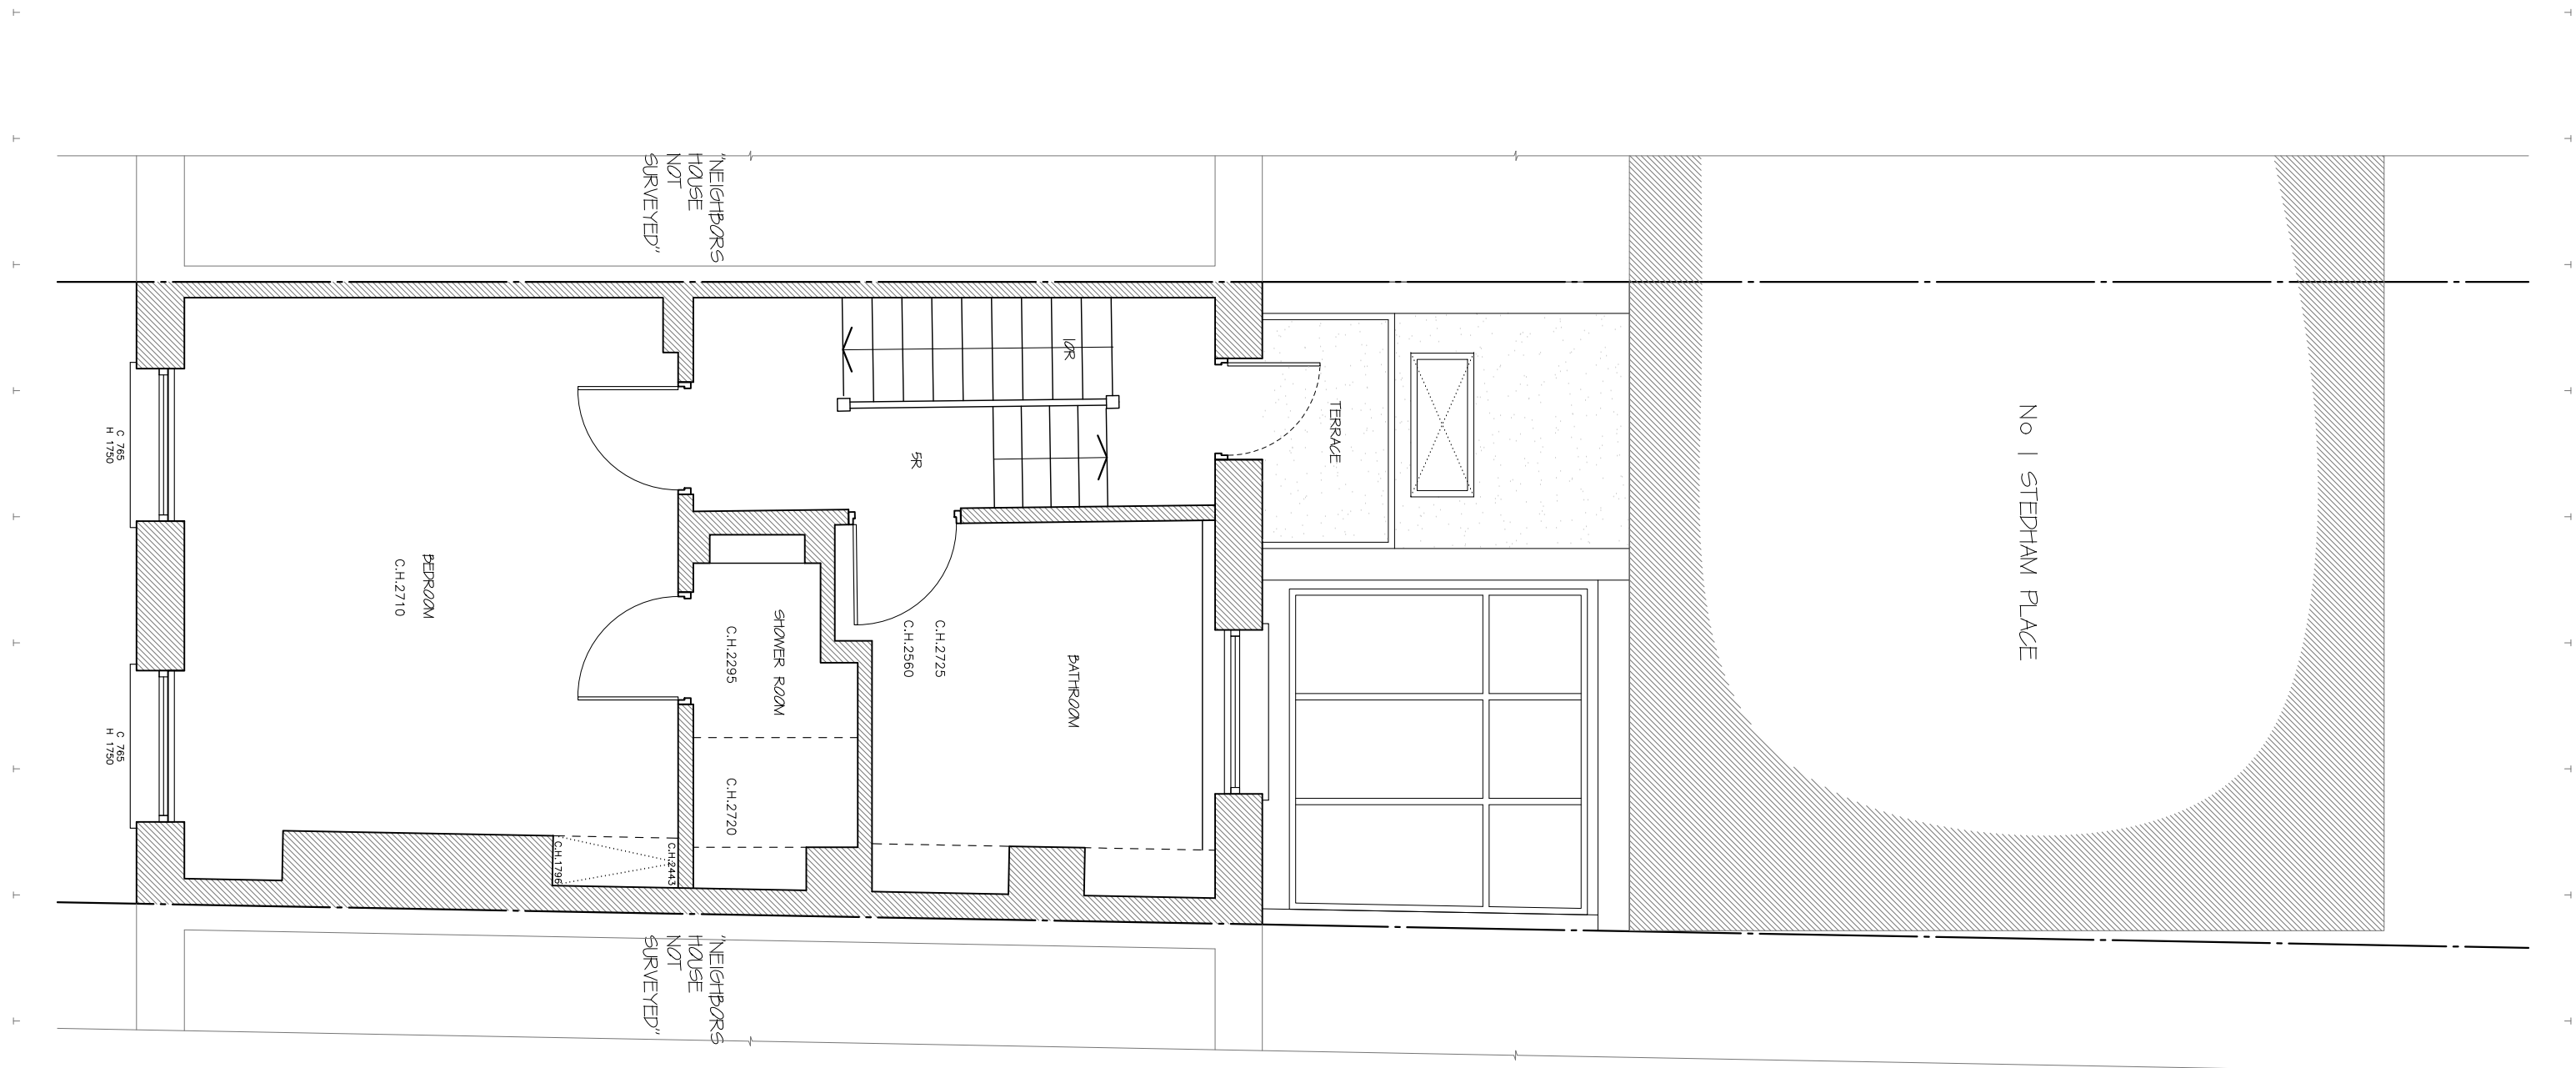 "NEIGHBORS
HOUSE
NOT
SURVEYED"
10R
5R
TERRACE
No 1 STEDHAM PLACE
C 765
H 1750
BEDROOM
C.H.2710
SHOWER ROOM
C.H.2295
C.H.2720
C.H.2725
C.H.2560
BATHROOM
C 765
H 1750
C.H.1796
C.H.2443
"NEIGHBORS
HOUSE
NOT
SURVEYED"